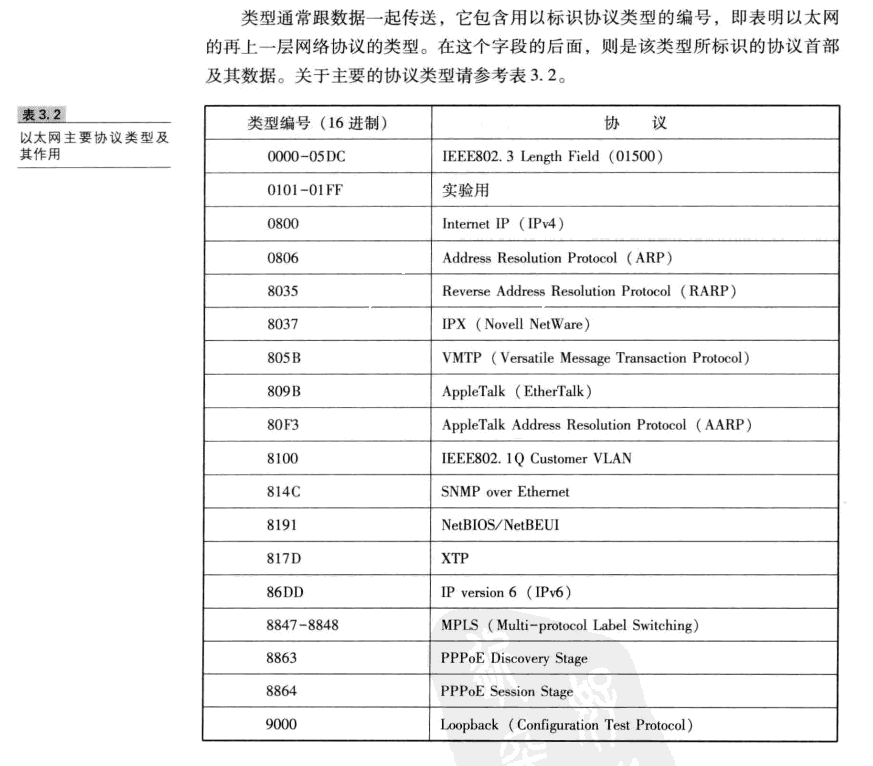 类型通常跟数据一起传送，它包含用以标识协议类型的编号，即表明以太网
的再上一层网络协议的类型。在这个字段的后面，则是该类型所标识的协议首部
及其数据。关于主要的协议类型请参考表3.2。
表3.2
以太网主要协议类型及
其作用
类型编号（16进制） 协 议
0000-05DC IEEE802.3 Length Field (01500)
0101-01FF 实验用
0800 Internet IP (IPv4)
0806 Address Resolution Protocol (ARP)
8035 Reverse Address Resolution Protocol (RARP)
8037 IPX (Novell NetWare)
805B VMTP (Versatile Message Transaction Protocol)
809B AppleTalk (EtherTalk)
80F3 AppleTalk Address Resolution Protocol (AARP)
8100 IEEE802.1Q Customer VLAN
814C SNMP over Ethernet
8191 NetBIOS/NetBEUI
817D XTP
86DD IP version 6 (IPv6)
8847-8848 MPLS (Multi-protocol Label Switching)
8863 PPPoE Discovery Stage
8864 PPPoE Session Stage
9000 Loopback (Configuration Test Protocol)